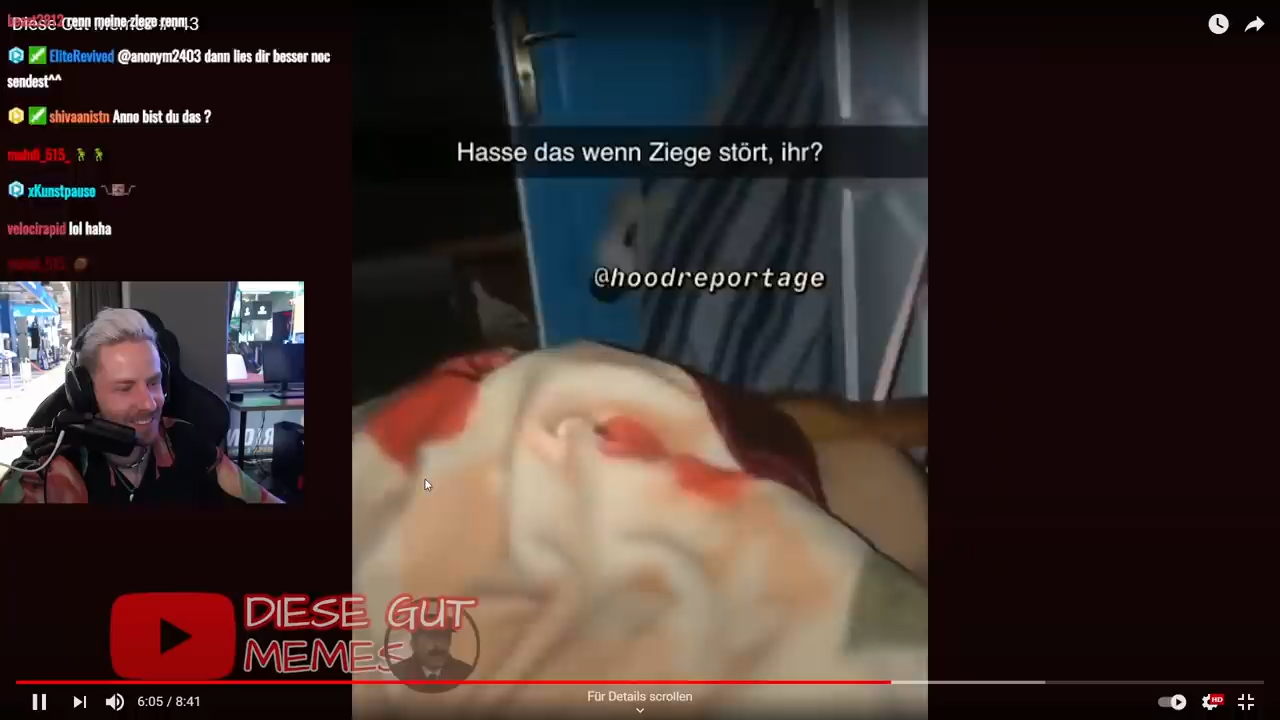 Diese Gut Memes #443
renn meine ziege renn
EliteRevived @anonym2403 dann lies dir besser noc
sendest^^
shivaanistn Anno bist du das ?
xKunstpause
velocirapid lol haha
Hasse das wenn Ziege stört, ihr?
@hoodreportage
DIESE GUT
MEMES
6:05 / 8:41
Für Details scrollen
HD